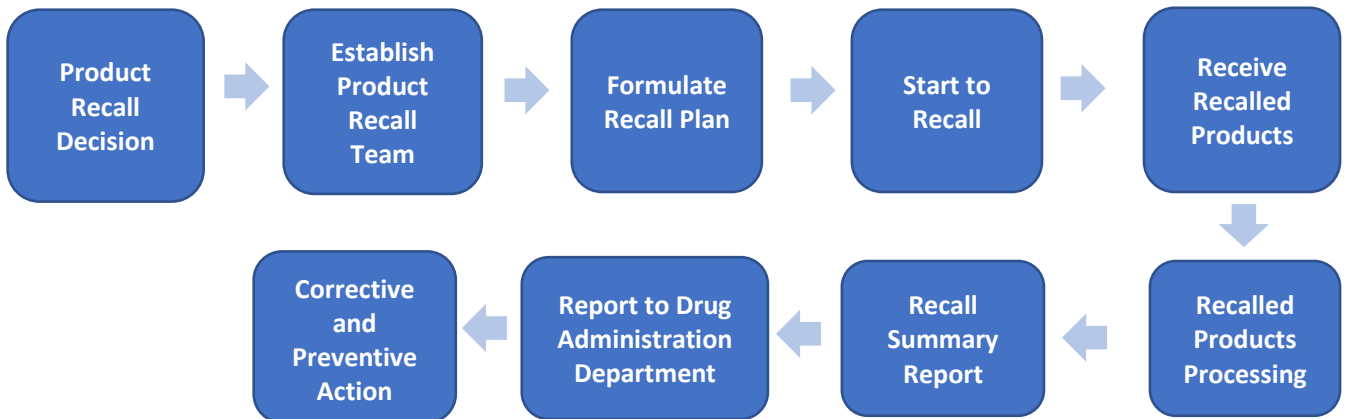 Product
Recall
Decision
Establish
Product
Recall
Team
Formulate
Recall Plan
Start to
Recall
Receive
Recalled
Products
Recalled
Products
Processing
Recall
Summary
Report
Report to Drug
Administration
Department
Corrective
and
Preventive
Action